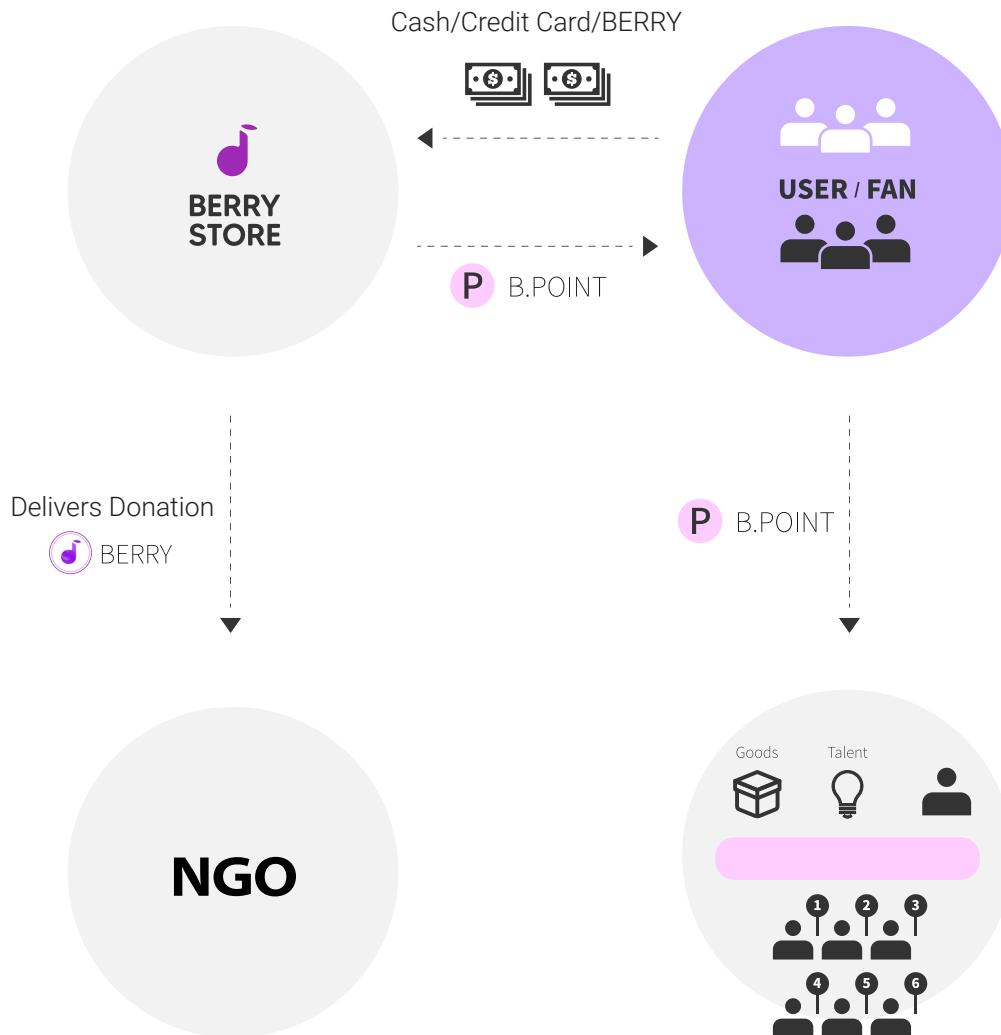 Cash/Credit Card/BERRY
BERRY
STORE
USER / FAN
P B.POINT
Delivers Donation
BERRY
P B.POINT
NGO
Goods Talent
1 2 3
4 5 6